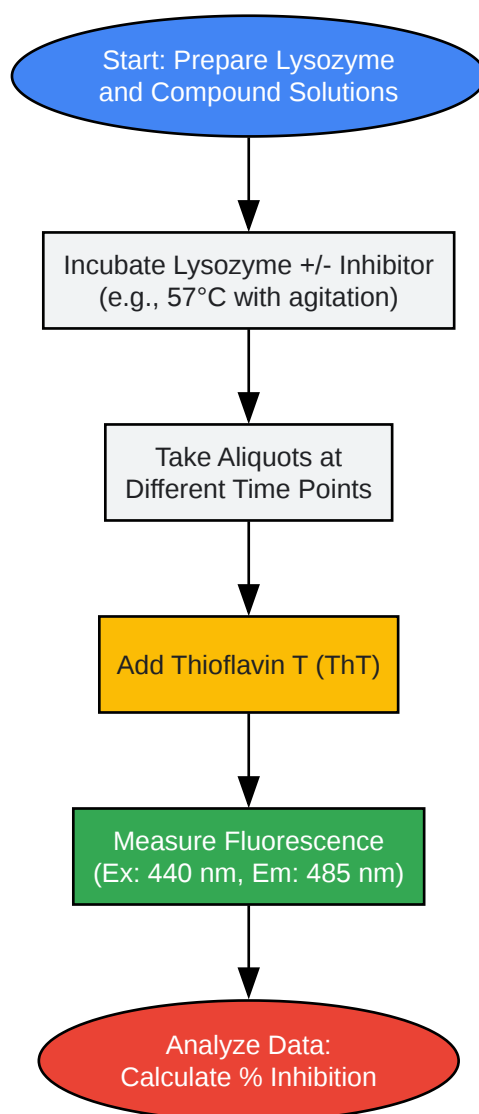 Start: Prepare Lysozyme
and Compound Solutions
Incubate Lysozyme +/- Inhibitor
(e.g., 57°C with agitation)
Take Aliquots at
Different Time Points
Add Thioflavin T (ThT)
Measure Fluorescence
(Ex: 440 nm, Em: 485 nm)
Analyze Data:
Calculate % Inhibition